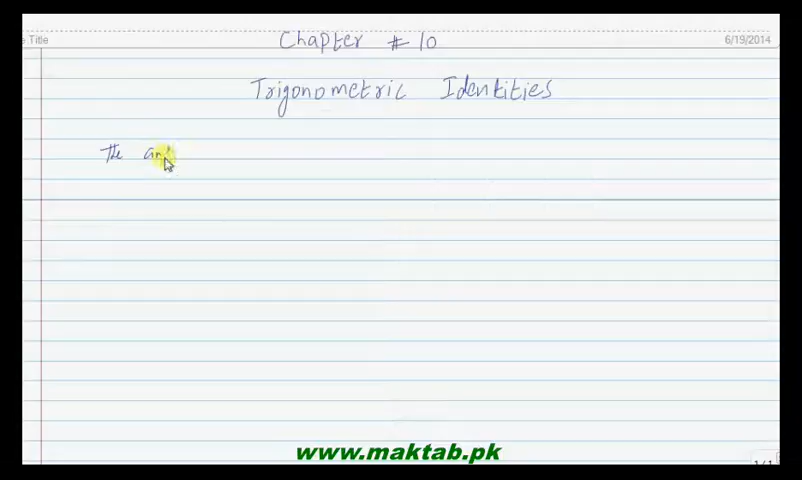 Title
6/19/2014
Chapter # 10
Trigonometric Identities
The
www.maktab.pk